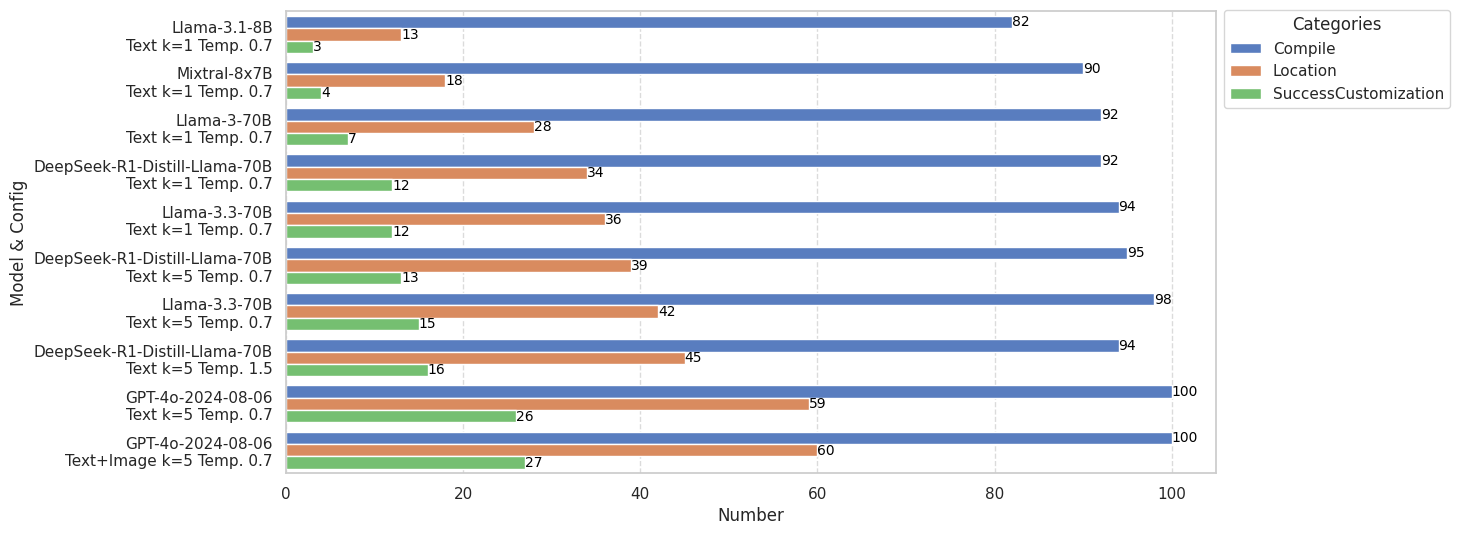 Llama-3.1-8B
Text k=1 Temp. 0.7
82
13
3
Mixtral-8x7B
Text k=1 Temp. 0.7
90
18
4
Llama-3-70B
Text k=1 Temp. 0.7
92
28
7
DeepSeek-R1-Distill-Llama-70B
Text k=1 Temp. 0.7
92
34
12
Llama-3.3-70B
Text k=1 Temp. 0.7
94
36
12
DeepSeek-R1-Distill-Llama-70B
Text k=5 Temp. 0.7
95
39
13
Llama-3.3-70B
Text k=5 Temp. 0.7
98
42
15
DeepSeek-R1-Distill-Llama-70B
Text k=5 Temp. 1.5
94
45
16
GPT-4o-2024-08-06
Text k=5 Temp. 0.7
100
59
26
GPT-4o-2024-08-06
Text+Image k=5 Temp. 0.7
100
60
27
Model & Config
0 20 40 60 80 100
Number
Categories
Compile
Location
SuccessCustomization